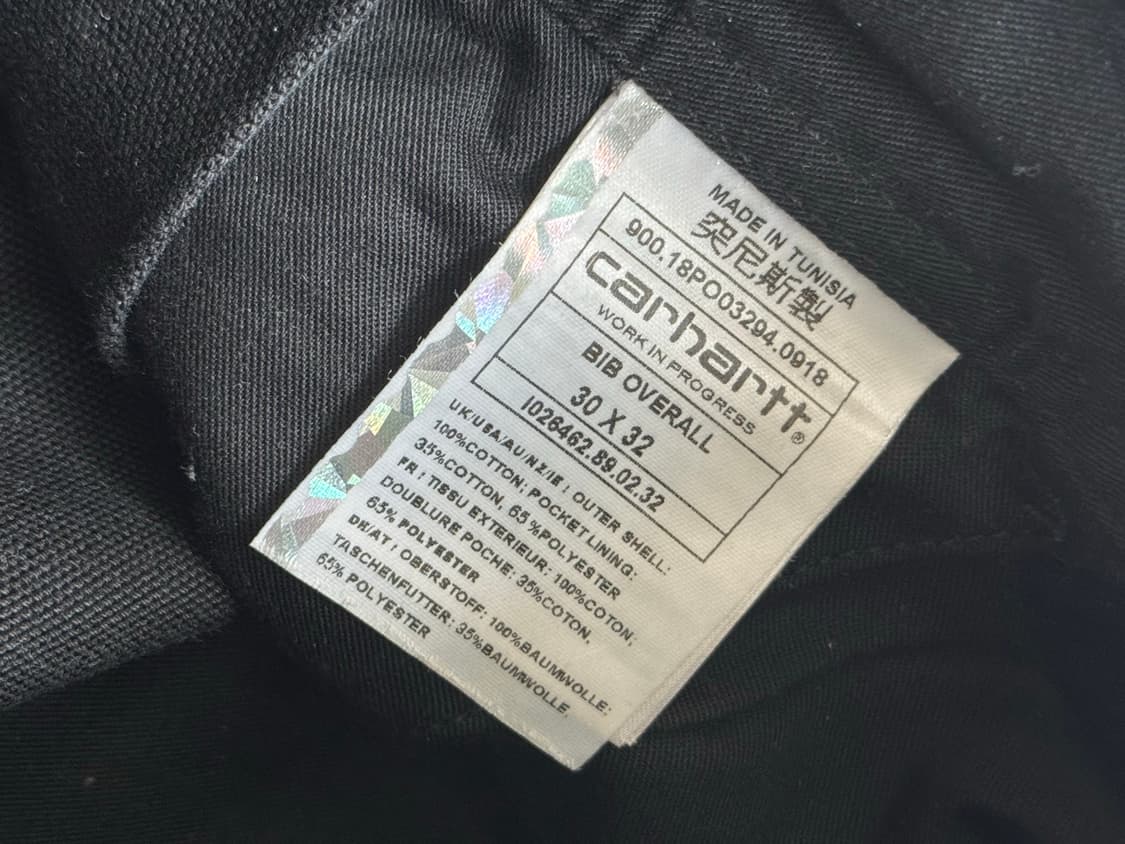 MADE IN TUNISIA
突尼斯製
900.18PO03294.0918
carhartt®
WORK IN PROGRESS
BIB OVERALL
30 X 32
I026462.89.02.32
UK/USA/AU/NZ/IE : OUTER SHELL:
100%COTTON; POCKET LINING:
35%COTTON, 65%POLYESTER
FR : TISSU EXTERIEUR: 100%COTON;
DOUBLURE POCHE: 35%COTON,
65% POLYESTER
DE/AT : OBERSTOFF: 100%BAUMWOLLE;
TASCHENFUTTER: 35%BAUMWOLLE,
65% POLYESTER